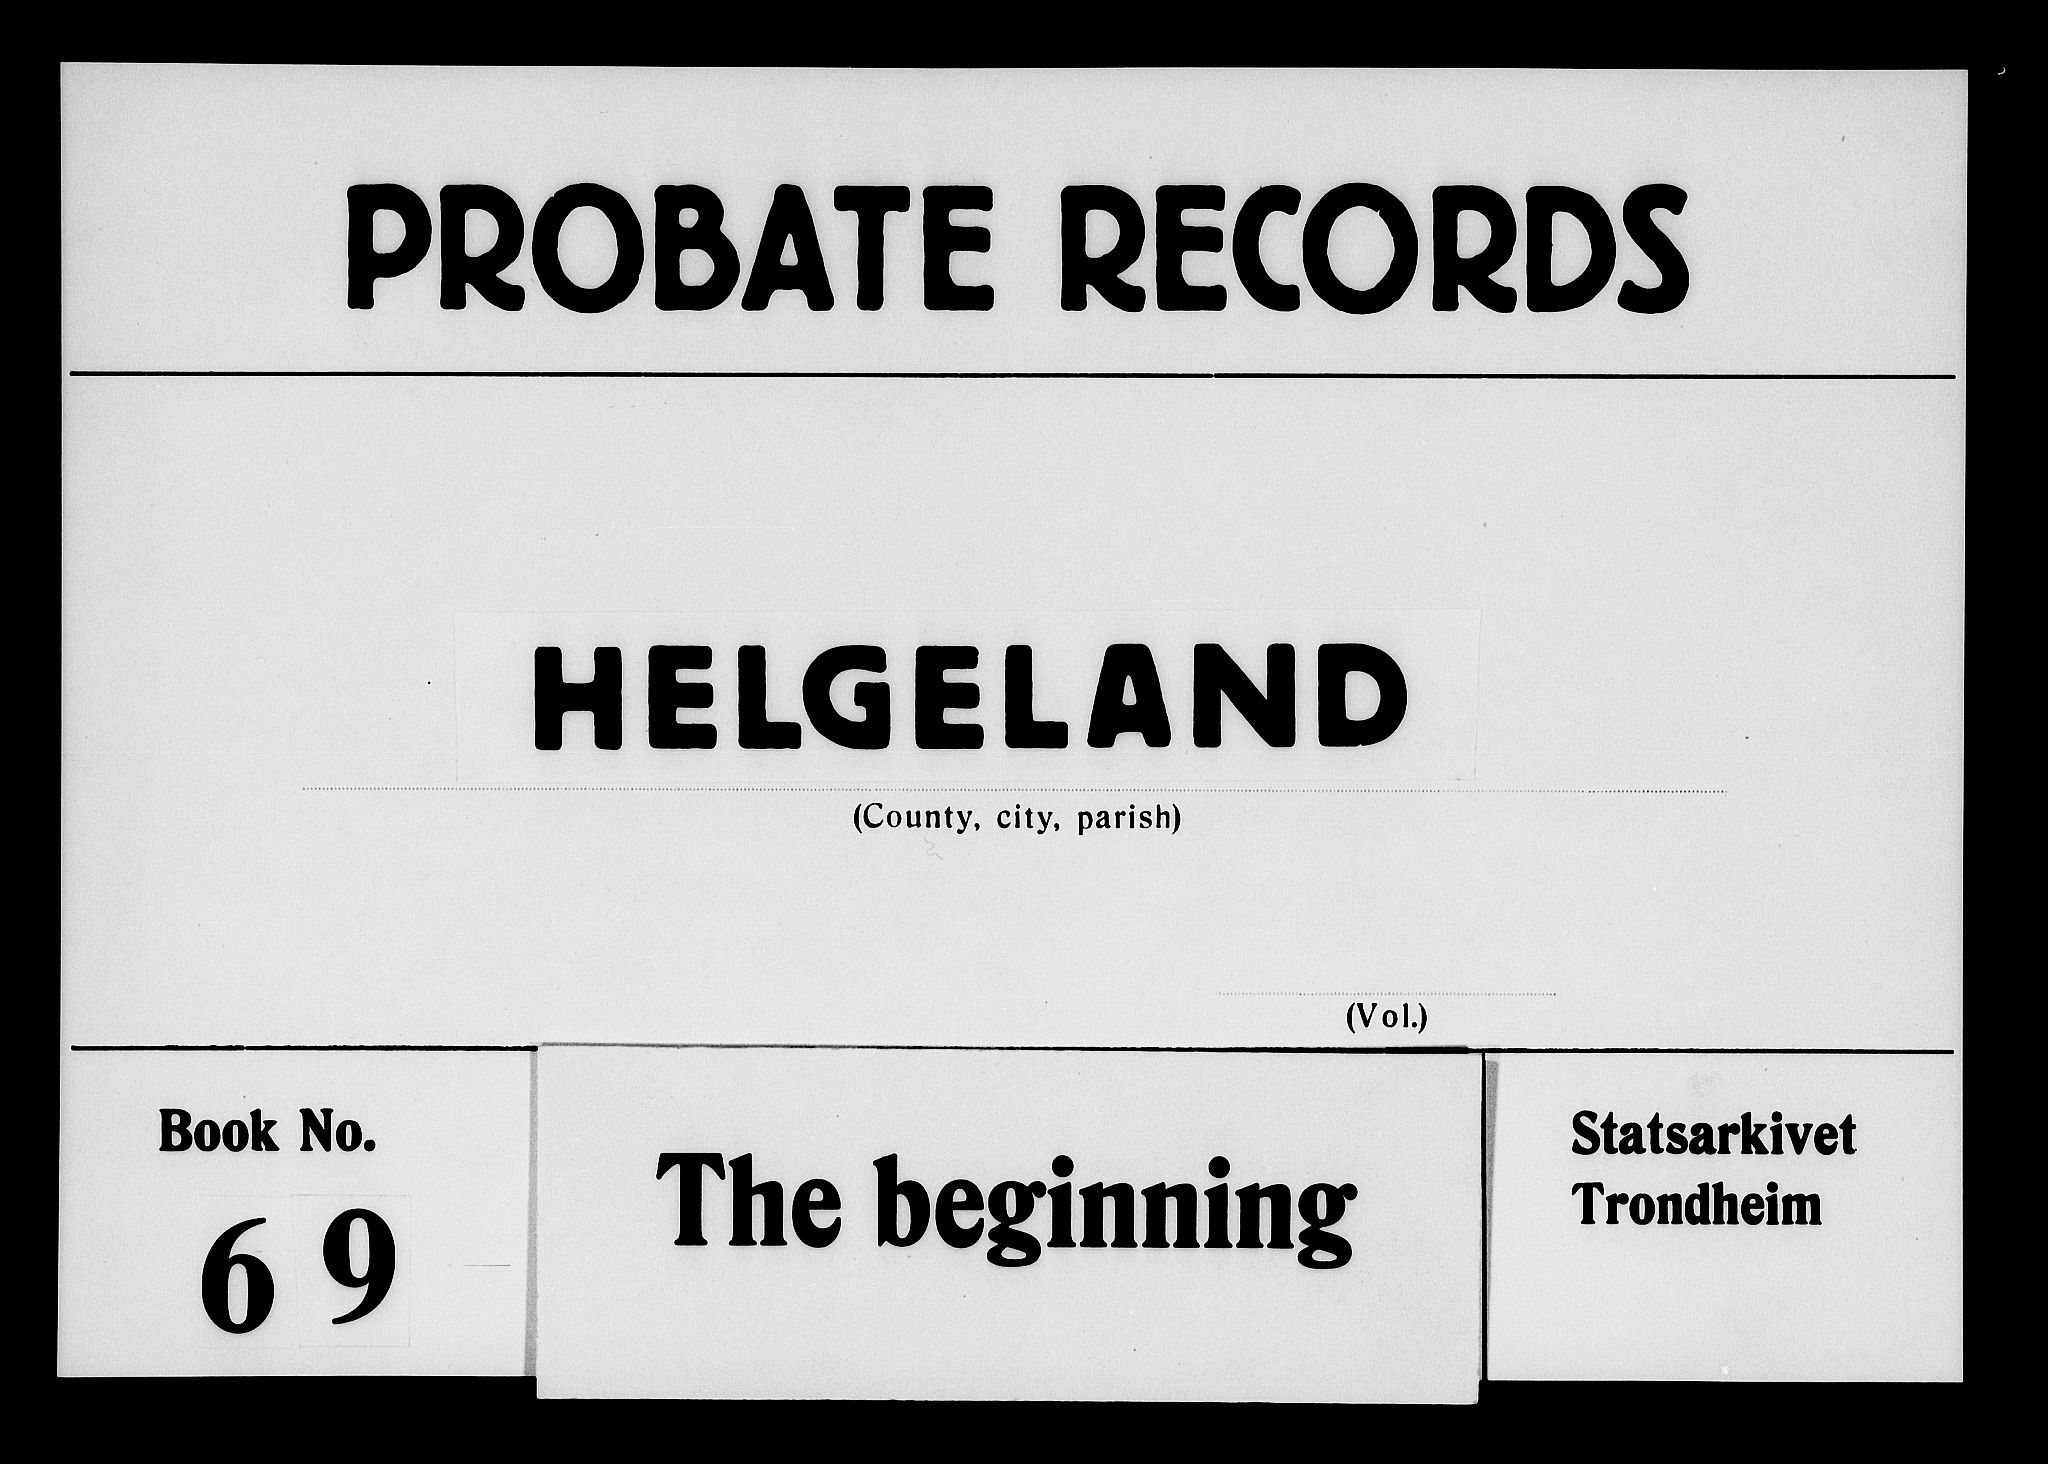 PROBATE RECORDS
HELGELAND
(County, city, parish)
(Vol.)
Book No.
69
The beginning
Statsarkivet
Trondheim